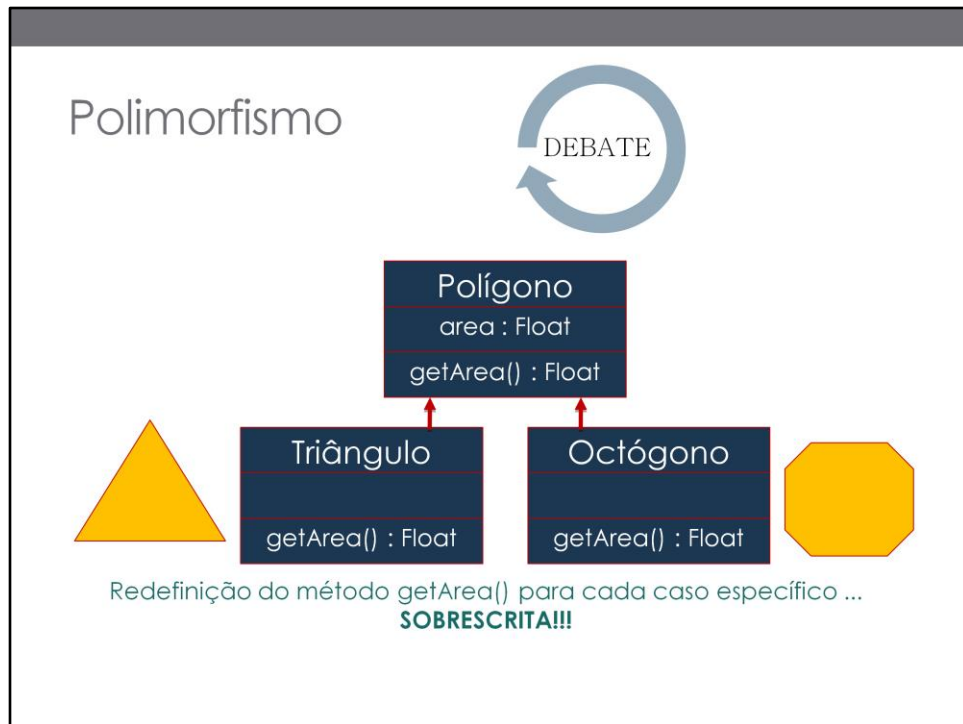 Polimorfismo
DEBATE
Polígono
area : Float
getArea() : Float
Triângulo
getArea() : Float
Octógono
getArea() : Float
Redefinição do método getArea() para cada caso específico ...
SOBRESCRITA!!!